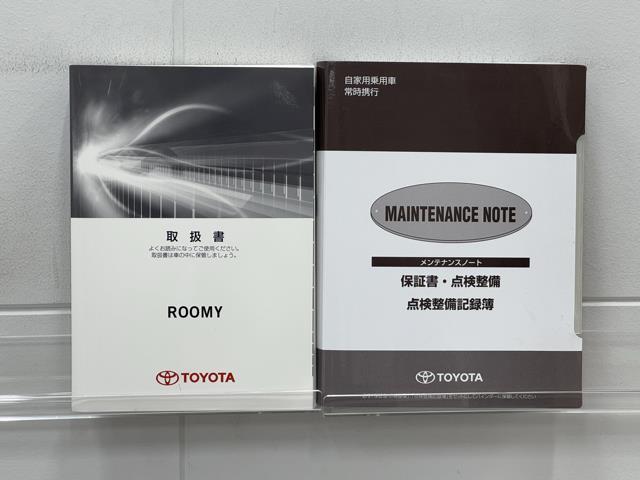 取扱書
よくお読みになってご使用ください。
取扱書は車の中に保管しましょう。
ROOMY
TOYOTA
自家用乗用車
常時携行
MAINTENANCE NOTE
メンテナンスノート
保証書・点検整備
点検整備記録簿
TOYOTA